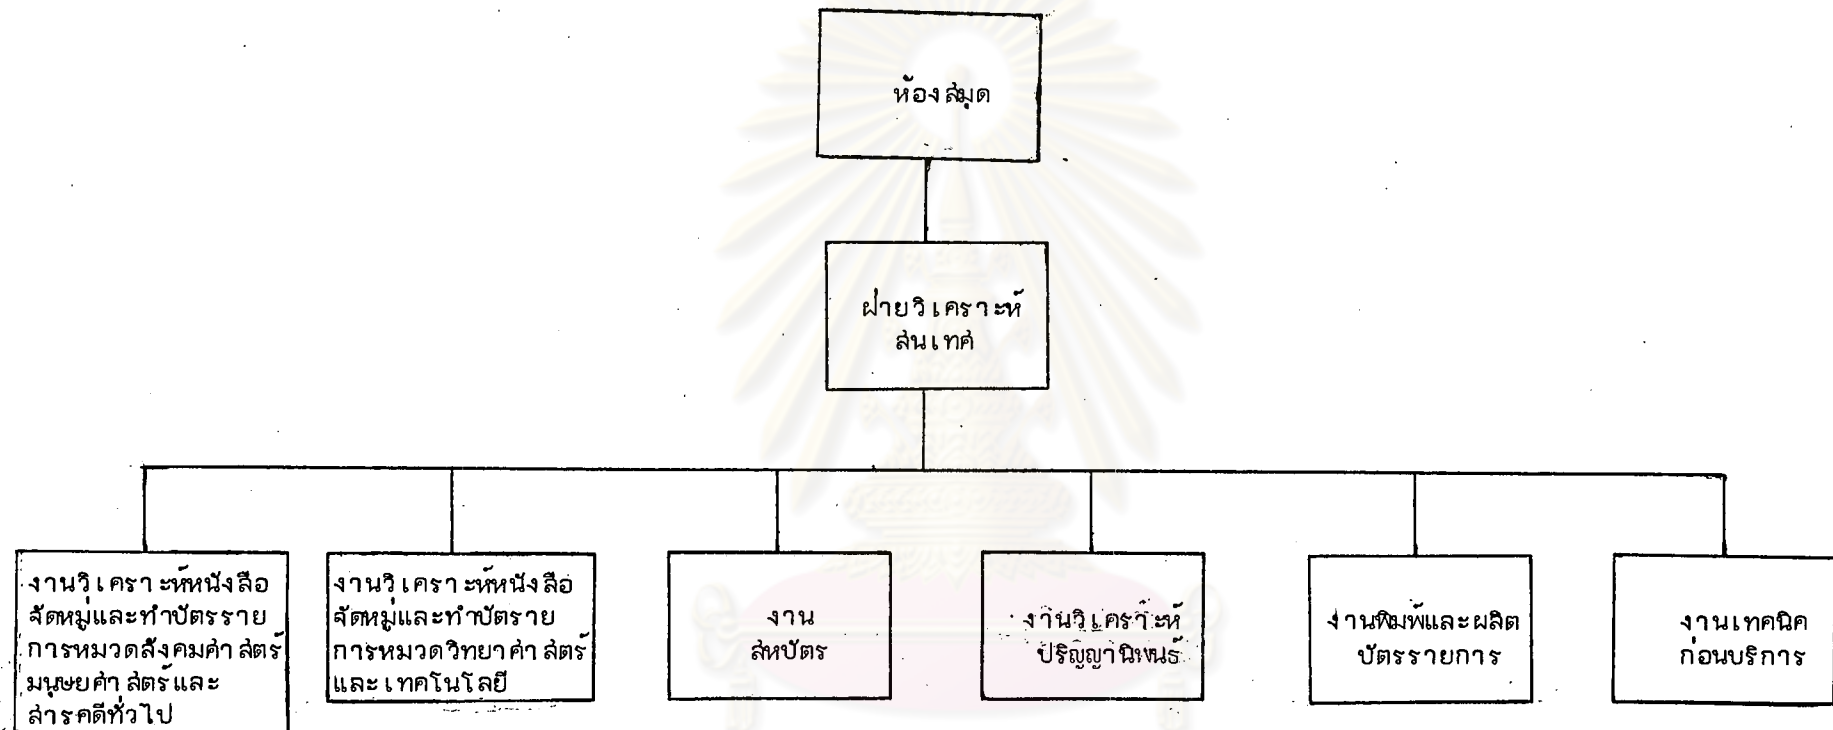 ห้องสมุด
ฝ่ายวิเคราะห์
สนเทศ
งานวิเคราะห์หนังสือ
จัดหมู่และทำบัตรราย
การหมวดสังคมศาสตร์
มนุษยศาสตร์และ
สารคดีทั่วไป
งานวิเคราะห์หนังสือ
จัดหมู่และทำบัตราย
การหมวดวิทยาศาสตร์
และเทคโนโลยี
งาน
สหบัตร
งานวิเคราะห์
ปริญญานิพนธ์
งานพิมพ์และผลิต
บัตรรายการ
งานเทคนิค
ก่อนบริการ